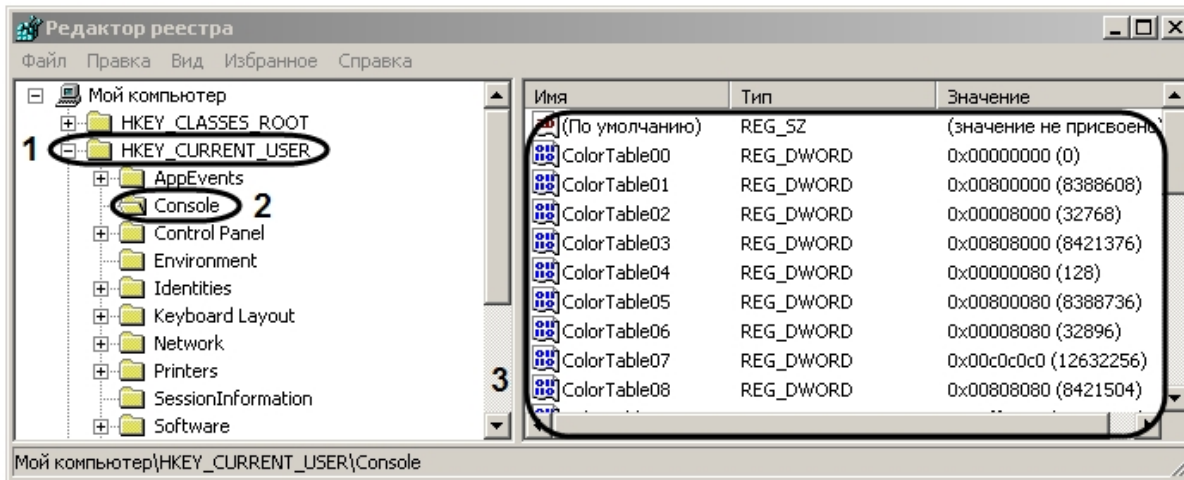 Редактор реестра
Файл Правка Вид Избранное Справка
Мой компьютер
HKEY_CLASSES_ROOT
1 HKEY_CURRENT_USER
AppEvents
Console 2
Control Panel
Environment
Identities
Keyboard Layout
Network
Printers
SessionInformation
Software
3
Имя Тип Значение
(По умолчанию) REG_SZ (значение не присвоено)
ColorTable00 REG_DWORD 0x00000000 (0)
ColorTable01 REG_DWORD 0x00800000 (8388608)
ColorTable02 REG_DWORD 0x00008000 (32768)
ColorTable03 REG_DWORD 0x00808000 (8421376)
ColorTable04 REG_DWORD 0x00000080 (128)
ColorTable05 REG_DWORD 0x00800080 (8388736)
ColorTable06 REG_DWORD 0x00008080 (32896)
ColorTable07 REG_DWORD 0x00c0c0c0 (12632256)
ColorTable08 REG_DWORD 0x00808080 (8421504)
Мой компьютер\HKEY_CURRENT_USER\Console